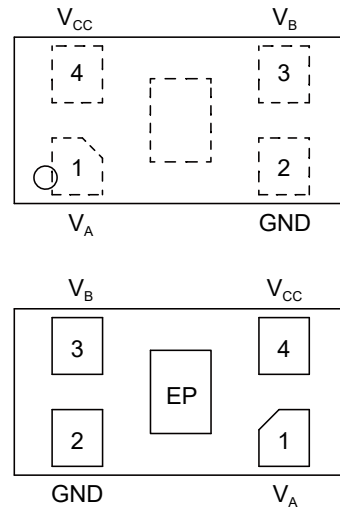 V_CC V_B
4 3
1 2
V_A GND
V_B V_CC
3 4
EP
2 1
GND V_A